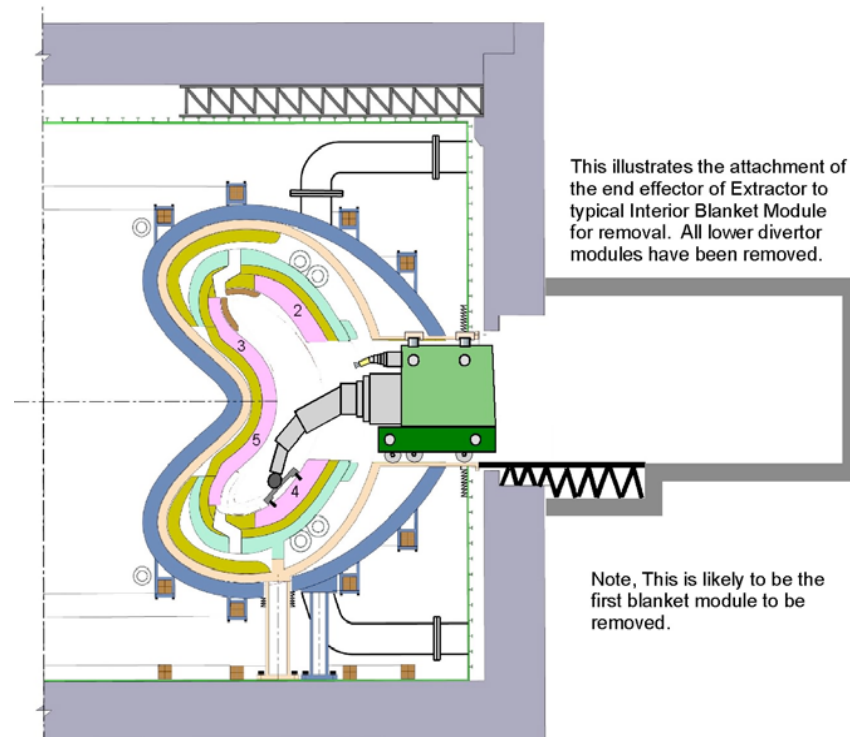 This illustrates the attachment of
the end effector of Extractor to
typical Interior Blanket Module
for removal.  All lower divertor
modules have been removed.
2
3
5
4
Note, This is likely to be the
first blanket module to be
removed.